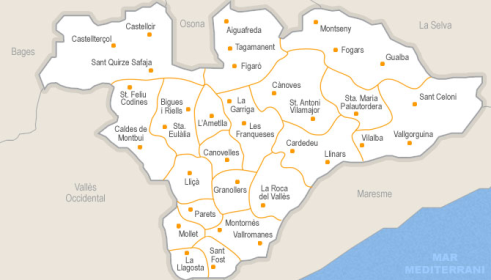 Castellcir
Osona
Castellterçol
Aiguafreda
Montseny
La Selva
Bages
Tagamanent
Fogars
Sant Quirze Safaja
Figaró
Gualba
St. Feliu
Codines
Bigues
i Riells
Cànoves
La
Garriga
Sta. Maria
Palautordera
Sant Celoni
L'Ametlla
St. Antoni
Vilamajor
Caldes de
Montbui
Sta.
Eulàlia
Les
Franqueses
Vilalba
Vallgorguina
Canovelles
Cardedeu
Llinars
Lliçà
Granollers
La Roca
del Vallès
Vallés
Occidental
Maresme
Parets
Montornés
Mollet
Vallromanes
La
Llagosta
Sant
Fost
MAR
MEDITERRANI